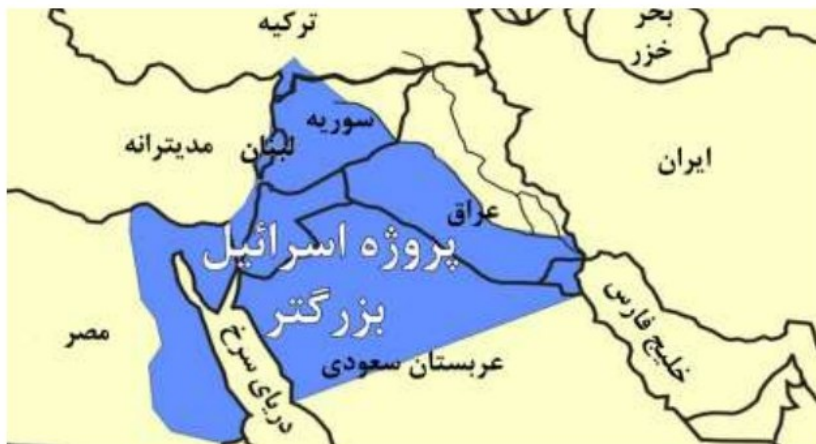 ترکیه
بحر
خزر
سوریه
مدیترانه
لبنان
ایران
عراق
پروژه اسرائیل
بزرگتر
خلیج فارس
مصر
دریای سرخ
عربستان سعودی